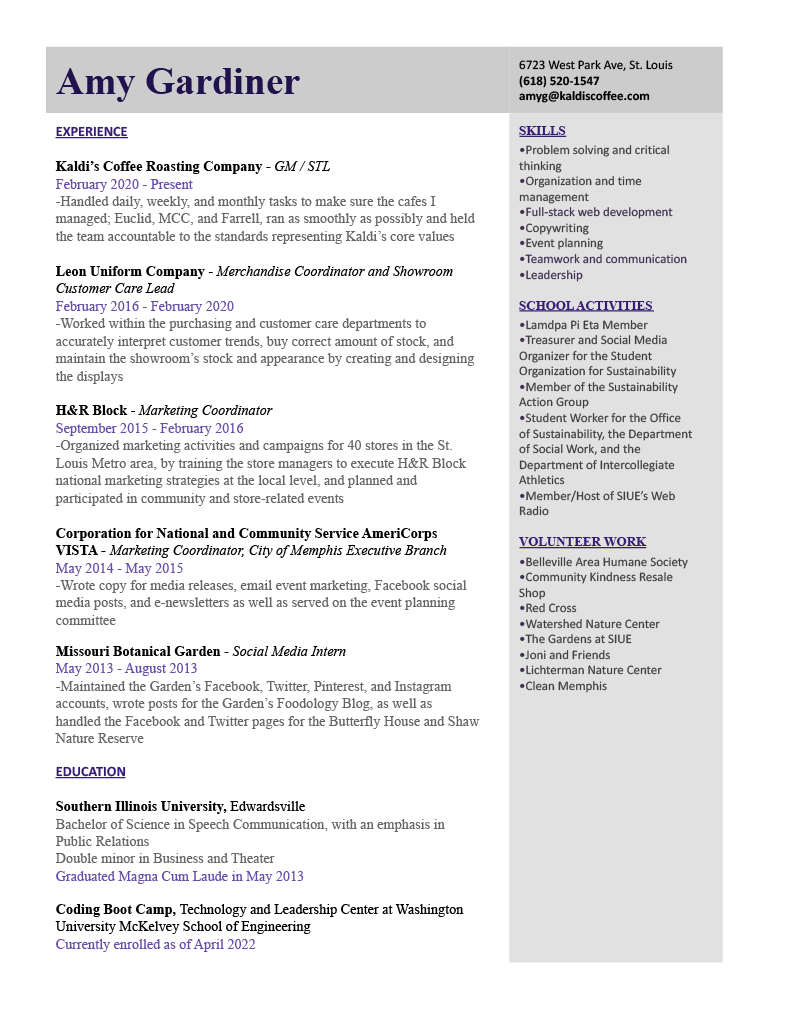 Amy Gardiner
6723 West Park Ave, St. Louis
(618) 520-1547
amyg@kaldiscoffee.com
EXPERIENCE
Kaldi's Coffee Roasting Company - GM / STL
February 2020 - Present
-Handled daily, weekly, and monthly tasks to make sure the cafes I
managed; Euclid, MCC, and Farrell, ran as smoothly as possibly and held
the team accountable to the standards representing Kaldi's core values
Leon Uniform Company - Merchandise Coordinator and Showroom
Customer Care Lead
February 2016 - February 2020
-Worked within the purchasing and customer care departments to
accurately interpret customer trends, buy correct amount of stock, and
maintain the showroom's stock and appearance by creating and designing
the displays
H&R Block - Marketing Coordinator
September 2015 - February 2016
-Organized marketing activities and campaigns for 40 stores in the St.
Louis Metro area, by training the store managers to execute H&R Block
national marketing strategies at the local level, and planned and
participated in community and store-related events
Corporation for National and Community Service AmeriCorps
VISTA - Marketing Coordinator, City of Memphis Executive Branch
May 2014 - May 2015
-Wrote copy for media releases, email event marketing, Facebook social
media posts, and e-newsletters as well as served on the event planning
committee
Missouri Botanical Garden - Social Media Intern
May 2013 - August 2013
-Maintained the Garden's Facebook, Twitter, Pinterest, and Instagram
accounts, wrote posts for the Garden's Foodology Blog, as well as
handled the Facebook and Twitter pages for the Butterfly House and Shaw
Nature Reserve
EDUCATION
Southern Illinois University, Edwardsville
Bachelor of Science in Speech Communication, with an emphasis in
Public Relations
Double minor in Business and Theater
Graduated Magna Cum Laude in May 2013
Coding Boot Camp, Technology and Leadership Center at Washington
University McKelvey School of Engineering
Currently enrolled as of April 2022
SKILLS
•Problem solving and critical
thinking
•Organization and time
management
•Full-stack web development
•Copywriting
•Event planning
•Teamwork and communication
•Leadership
SCHOOL ACTIVITIES
•Lamdpa Pi Eta Member
•Treasurer and Social Media
Organizer for the Student
Organization for Sustainability
•Member of the Sustainability
Action Group
•Student Worker for the Office
of Sustainability, the Department
of Social Work, and the
Department of Intercollegiate
Athletics
•Member/Host of SIUE's Web
Radio
VOLUNTEER WORK
•Belleville Area Humane Society
•Community Kindness Resale
Shop
•Red Cross
•Watershed Nature Center
•The Gardens at SIUE
•Joni and Friends
•Lichterman Nature Center
•Clean Memphis